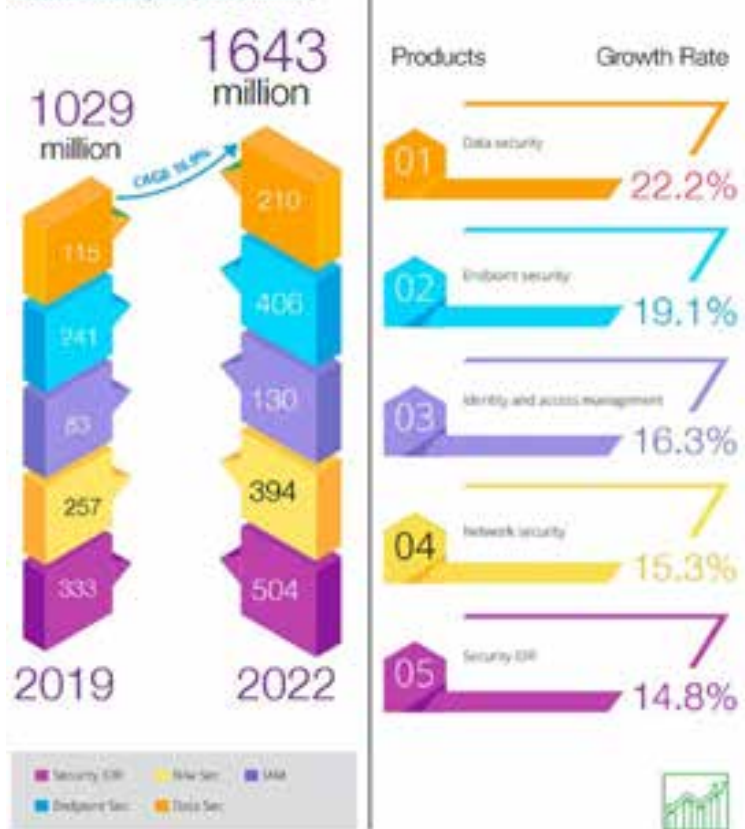 1643
million
1029
million
CAGR
210
115
406
241
130
83
394
257
504
333
2019
2022
Security IDR
NW Sec
IAM
Endpoint Sec
Data Sec
Products
Growth Rate
01
Data security
22.2%
02
Endpoint security
19.1%
03
Identity and access management
16.3%
04
Network security
15.3%
05
Security IDR
14.8%